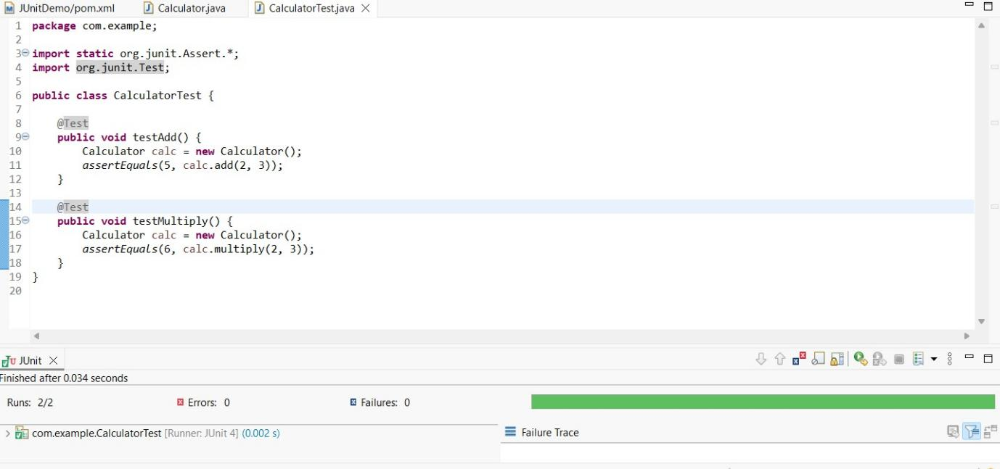 JUnitDemo/pom.xml Calculator.java CalculatorTest.java
1 package com.example;
2
3 import static org.junit.Assert.*;
4 import org.junit.Test;
5
6 public class CalculatorTest {
7
8     @Test
9     public void testAdd() {
10         Calculator calc = new Calculator();
11         assertEquals(5, calc.add(2, 3));
12     }
13
14     @Test
15     public void testMultiply() {
16         Calculator calc = new Calculator();
17         assertEquals(6, calc.multiply(2, 3));
18     }
19 }
20
JUnit
Finished after 0.034 seconds
Runs: 2/2 Errors: 0 Failures: 0
com.example.CalculatorTest [Runner: JUnit 4] (0.002 s) Failure Trace